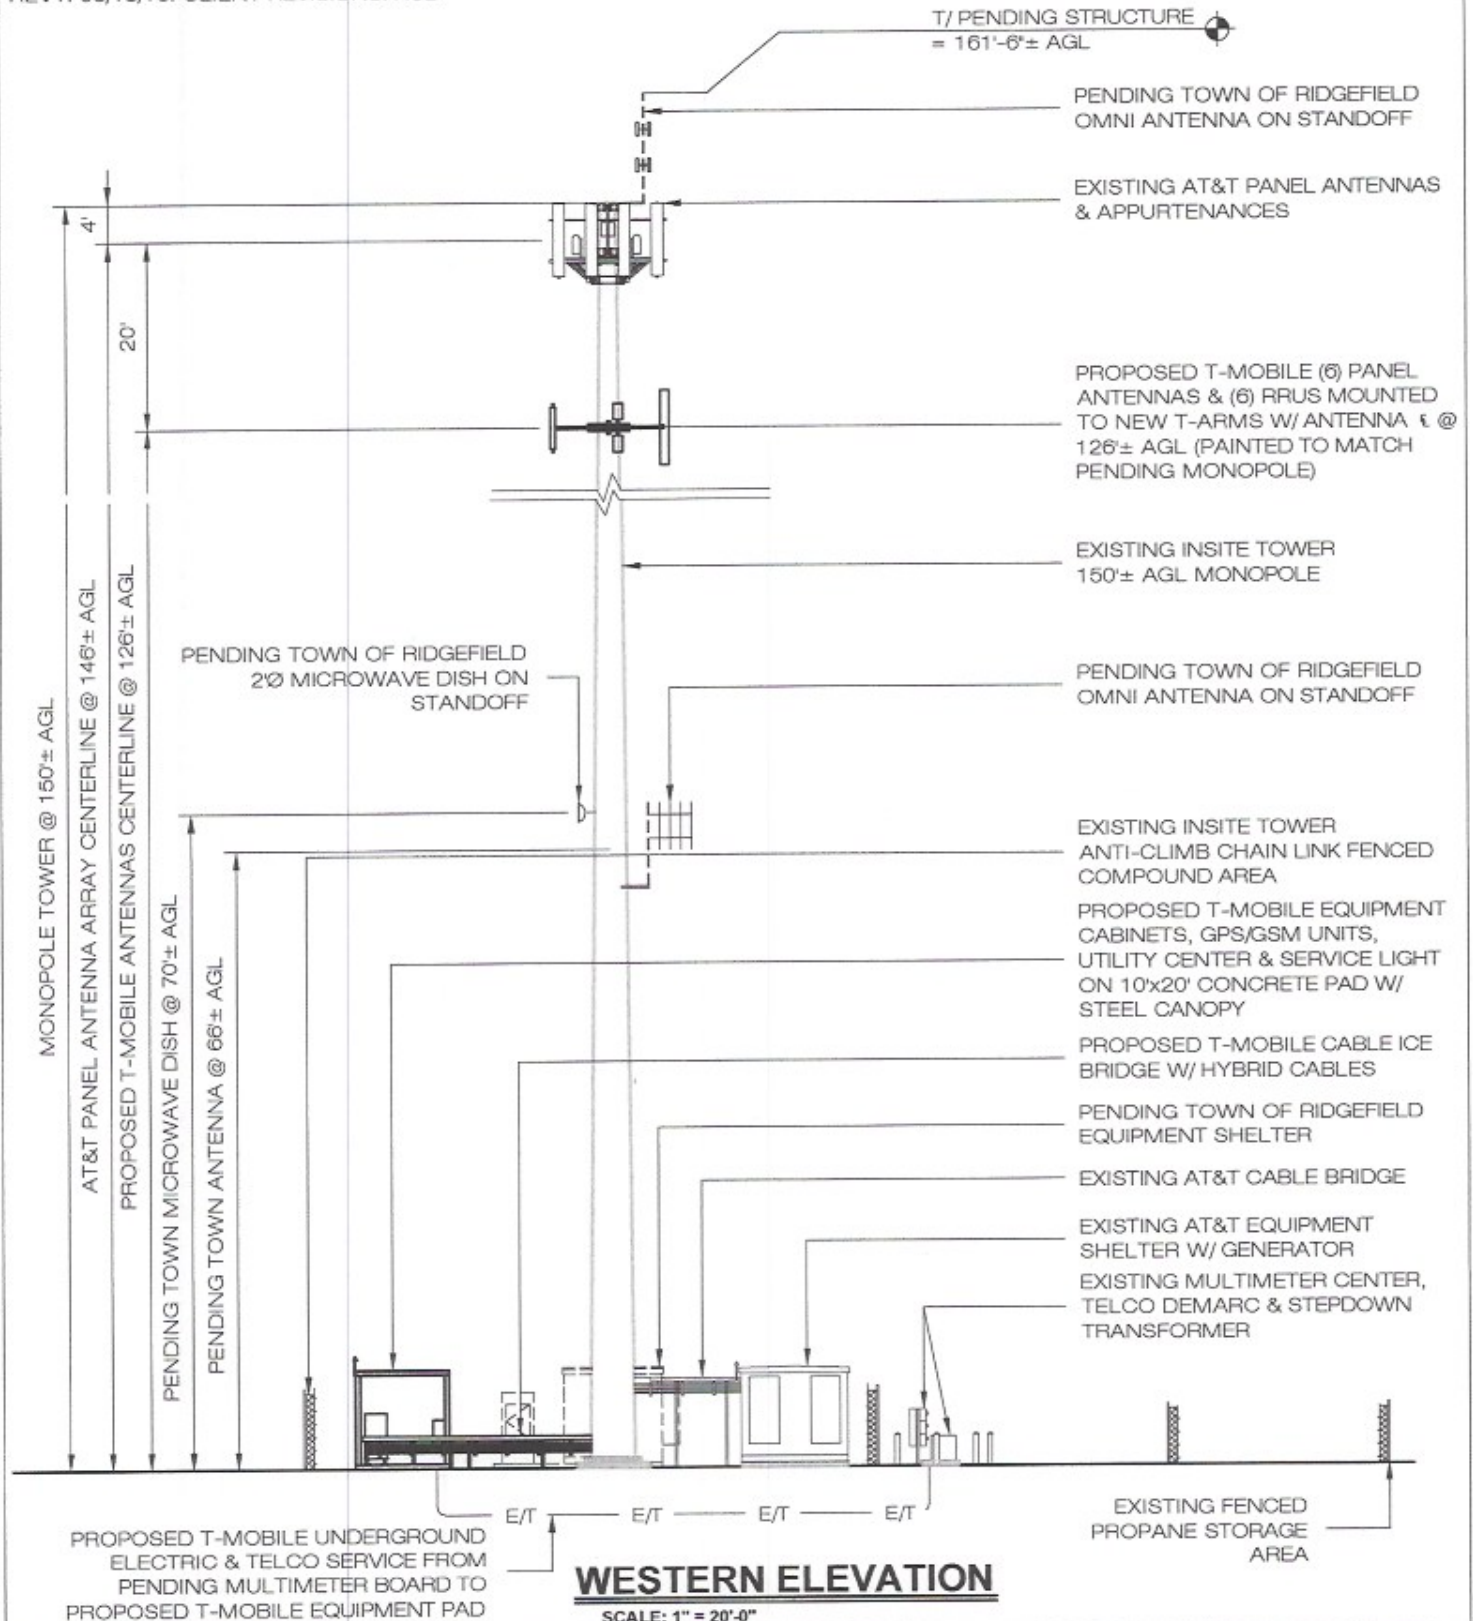 T/ PENDING STRUCTURE
= 161'-6"± AGL
PENDING TOWN OF RIDGEFIELD
OMNI ANTENNA ON STANDOFF
EXISTING AT&T PANEL ANTENNAS
& APPURTENANCES
4'
20'
PROPOSED T-MOBILE (6) PANEL
ANTENNAS & (6) RRUS MOUNTED
TO NEW T-ARMS W/ ANTENNA ℄ @
126'± AGL (PAINTED TO MATCH
PENDING MONOPOLE)
EXISTING INSITE TOWER
150'± AGL MONOPOLE
PENDING TOWN OF RIDGEFIELD
2'Ø MICROWAVE DISH ON
STANDOFF
PENDING TOWN OF RIDGEFIELD
OMNI ANTENNA ON STANDOFF
MONOPOLE TOWER @ 150'± AGL
AT&T PANEL ANTENNA ARRAY CENTERLINE @ 146'± AGL
PROPOSED T-MOBILE ANTENNAS CENTERLINE @ 126'± AGL
PENDING TOWN MICROWAVE DISH @ 70'± AGL
PENDING TOWN ANTENNA @ 66'± AGL
EXISTING INSITE TOWER
ANTI-CLIMB CHAIN LINK FENCED
COMPOUND AREA
PROPOSED T-MOBILE EQUIPMENT
CABINETS, GPS/GSM UNITS,
UTILITY CENTER & SERVICE LIGHT
ON 10'x20' CONCRETE PAD W/
STEEL CANOPY
PROPOSED T-MOBILE CABLE ICE
BRIDGE W/ HYBRID CABLES
PENDING TOWN OF RIDGEFIELD
EQUIPMENT SHELTER
EXISTING AT&T CABLE BRIDGE
EXISTING AT&T EQUIPMENT
SHELTER W/ GENERATOR
EXISTING MULTIMETER CENTER,
TELCO DEMARC & STEPDOWN
TRANSFORMER
E/T E/T E/T E/T
PROPOSED T-MOBILE UNDERGROUND
ELECTRIC & TELCO SERVICE FROM
PENDING MULTIMETER BOARD TO
PROPOSED T-MOBILE EQUIPMENT PAD
EXISTING FENCED
PROPANE STORAGE
AREA
WESTERN ELEVATION
SCALE: 1" = 20'-0"